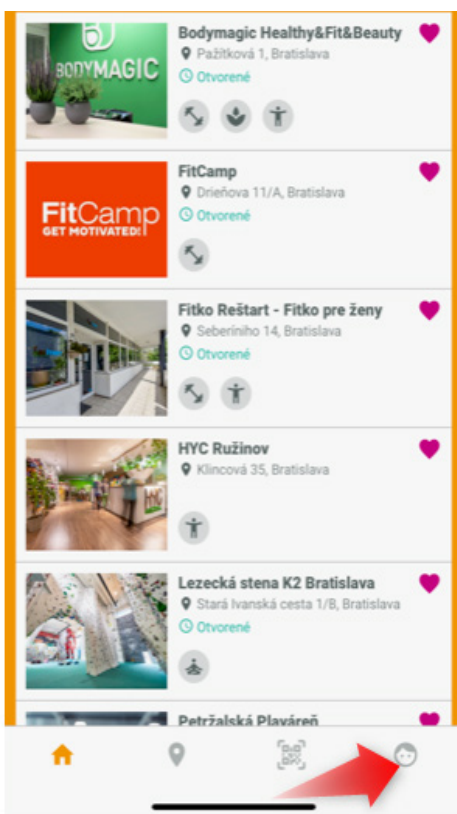 BODYMAGIC
Bodymagic Healthy&Fit&Beauty
Pažítková 1, Bratislava
Otvorené
FitCamp
GET MOTIVATED!
FitCamp
Drieňova 11/A, Bratislava
Otvorené
Fitko Reštart - Fitko pre ženy
Seberíniho 14, Bratislava
Otvorené
HYC Ružinov
Klincová 35, Bratislava
Lezecká stena K2 Bratislava
Stará Ivanská cesta 1/B, Bratislava
Otvorené
Petržalská Plaváreň